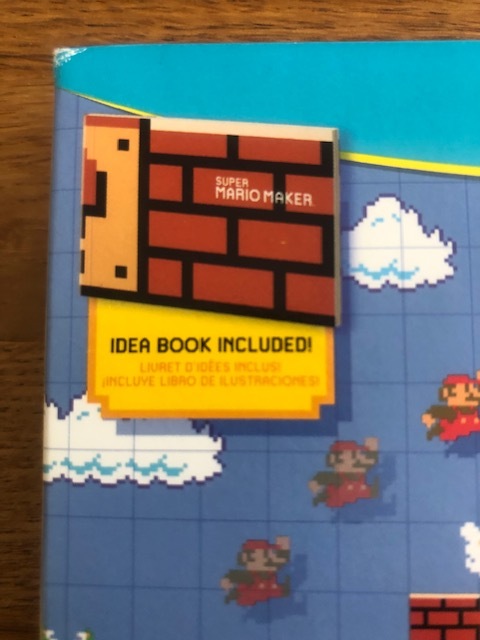 SUPER
MARIO MAKER
IDEA BOOK INCLUDED!
LIVRET D'IDÉES INCLUS!
¡INCLUYE LIBRO DE ILUSTRACIONES!